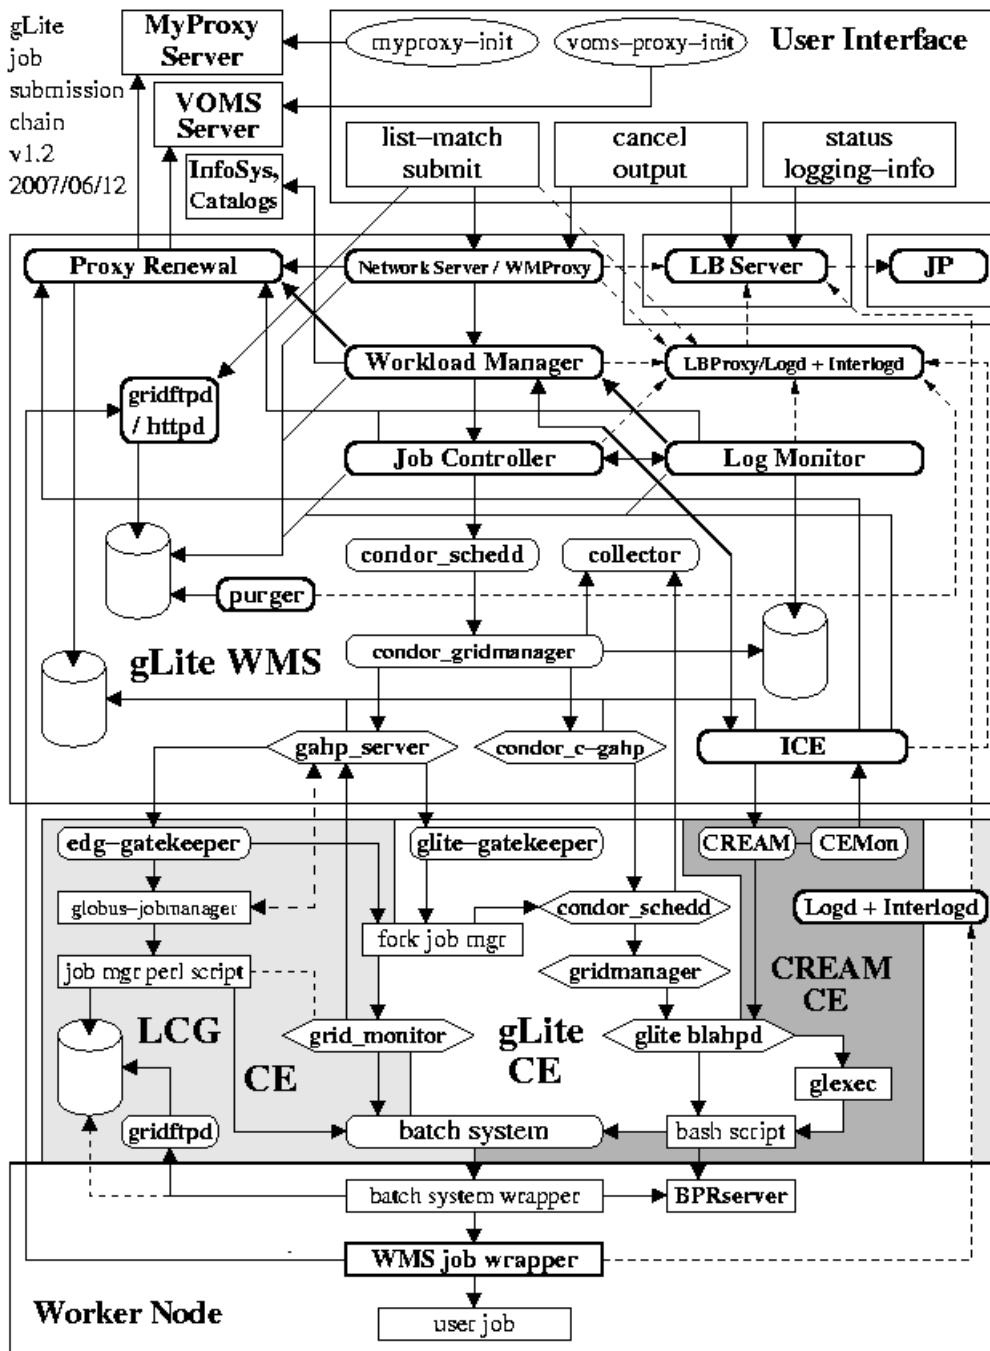 gLite
job
submission
chain
v1.2
2007/06/12
MyProxy
Server
myproxy-init
voms-proxy-init
User Interface
VOMS
Server
InfoSys,
Catalogs
list-match
submit
cancel
output
status
logging-info
Proxy Renewal
Network Server / WMProxy
LB Server
JP
Workload Manager
LBProxy/Logd + Interlogd
gridftpd
/ httpd
Job Controller
Log Monitor
condor_schedd
collector
purger
condor_gridmanager
gLite WMS
gahp_server
condor_c-gahp
ICE
edg-gatekeeper
glite-gatekeeper
CREAM
CEMon
globus-jobmanager
condor_schedd
Logd + Interlogd
fork job mgr
job mgr perl script
gridmanager
CREAM
CE
LCG
CE
grid_monitor
gLite
CE
glite blahpd
glexec
gridftpd
batch system
bash script
batch system wrapper
BPRserver
WMS job wrapper
Worker Node
user job